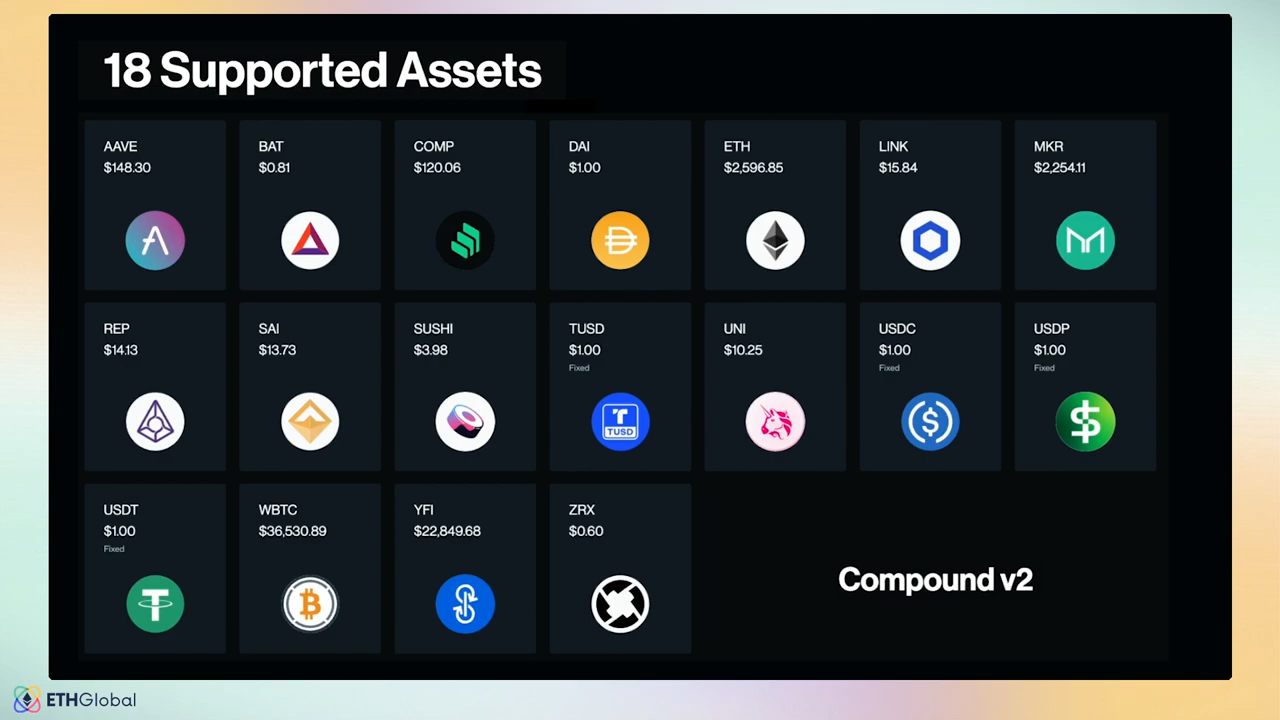 18 Supported Assets
AAVE
$148.30
BAT
$0.81
COMP
$120.06
DAI
$1.00
ETH
$2,596.85
LINK
$15.84
MKR
$2,254.11
REP
$14.13
SAI
$13.73
SUSHI
$3.98
TUSD
$1.00
Fixed
TUSD
UNI
$10.25
USDC
$1.00
Fixed
USDP
$1.00
Fixed
USDT
$1.00
Fixed
WBTC
$36,530.89
YFI
$22,849.68
ZRX
$0.60
Compound v2
ETHGlobal